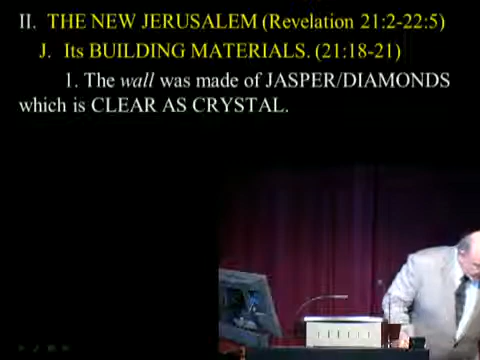 II. THE NEW JERUSALEM (Revelation 21:2-22:5)
J. Its BUILDING MATERIALS. (21:18-21)
1. The wall was made of JASPER/DIAMONDS
which is CLEAR AS CRYSTAL.